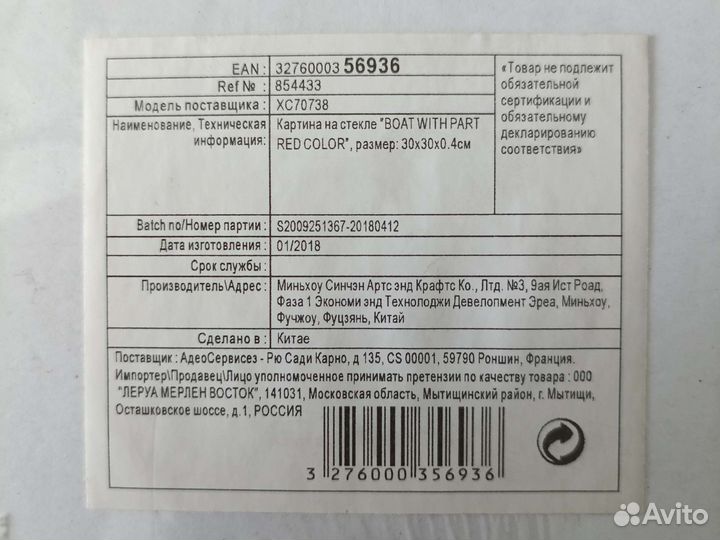 EAN : 3276000356936
«Товар не подлежит
обязательной
сертификации и
обязательному
декларированию
соответствия»
Ref № : 854433
Модель поставщика : XC70738
Наименование, Техническая
информация:
Картина на стекле "BOAT WITH PART
RED COLOR", размер: 30x30x0.4см
Batch no/Номер партии : S2009251367-20180412
Дата изготовления : 01/2018
Срок службы :
Производитель\Адрес :
Миньхоу Синчэн Артс энд Крафтс Ко., Лтд. №3, 9ая Ист Роад,
Фаза 1 Экономи энд Технолоджи Девелопмент Эреа, Миньхоу,
Фучжоу, Фуцзянь, Китай
Сделано в : Китае
Поставщик : АдеоСервисез - Рю Сади Карно, д 135, CS 00001, 59790 Роншин, Франция.
Импортер\Продавец\Лицо уполномоченное принимать претензии по качеству товара : ООО
"ЛЕРУА МЕРЛЕН ВОСТОК", 141031, Московская область, Мытищинский район, г. Мытищи,
Осташковское шоссе, д.1, РОССИЯ
3 276000 356936
Avito